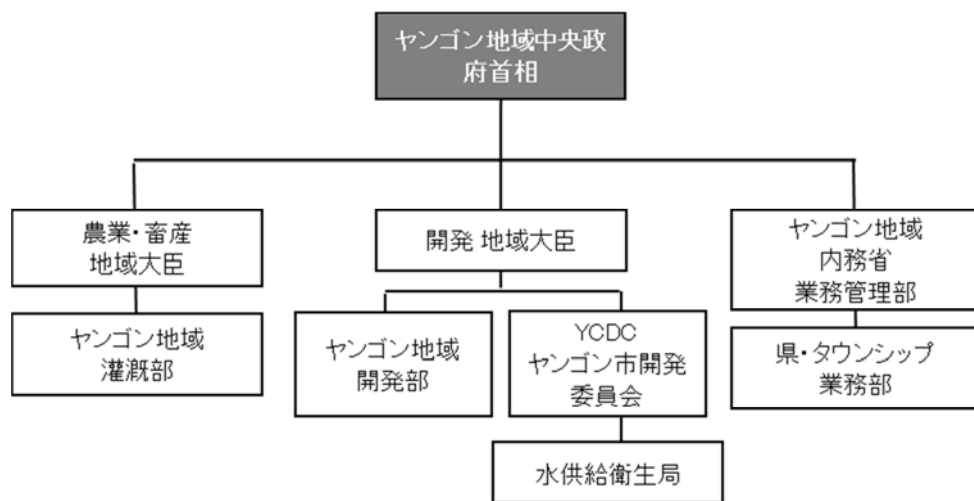 ヤンゴン地域中央政
府首相
農業・畜産
地域大臣
開発 地域大臣
ヤンゴン地域
内務省
業務管理部
ヤンゴン地域
灌漑部
ヤンゴン地域
開発部
YCDC
ヤンゴン市開発
委員会
県・タウンシップ
業務部
水供給衛生局